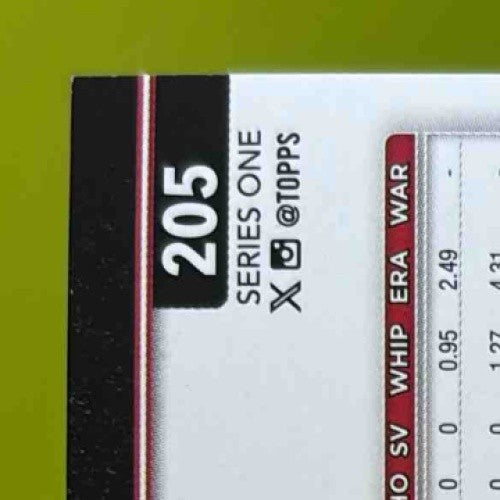 205
SERIES ONE
X @TOPPS
SV WHIP ERA WAR
0 0 0.95 2.49 -
0 0 1.27 4.31 -